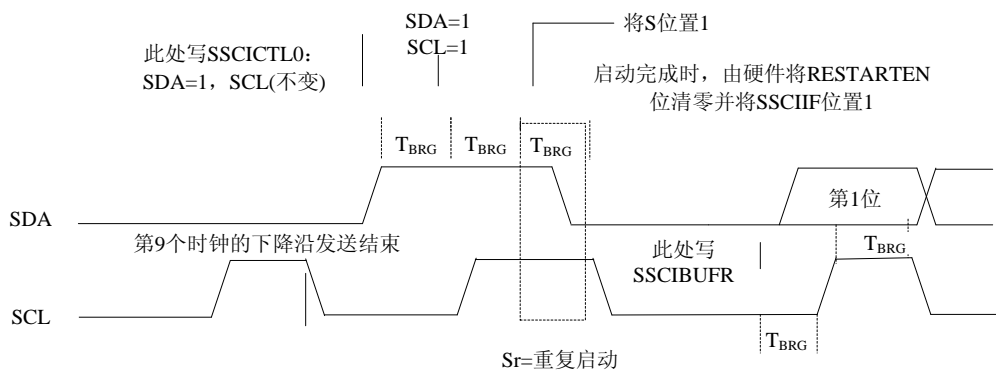 SDA=1
SCL=1
将S位置1
此处写SSCICTL0：
SDA=1，SCL(不变)
启动完成时，由硬件将RESTARTEN
位清零并将SSCIIF位置1
TBRG
TBRG
TBRG
SDA
第1位
第9个时钟的下降沿发送结束
此处写
SSCIBUFR
TBRG
SCL
TBRG
Sr=重复启动